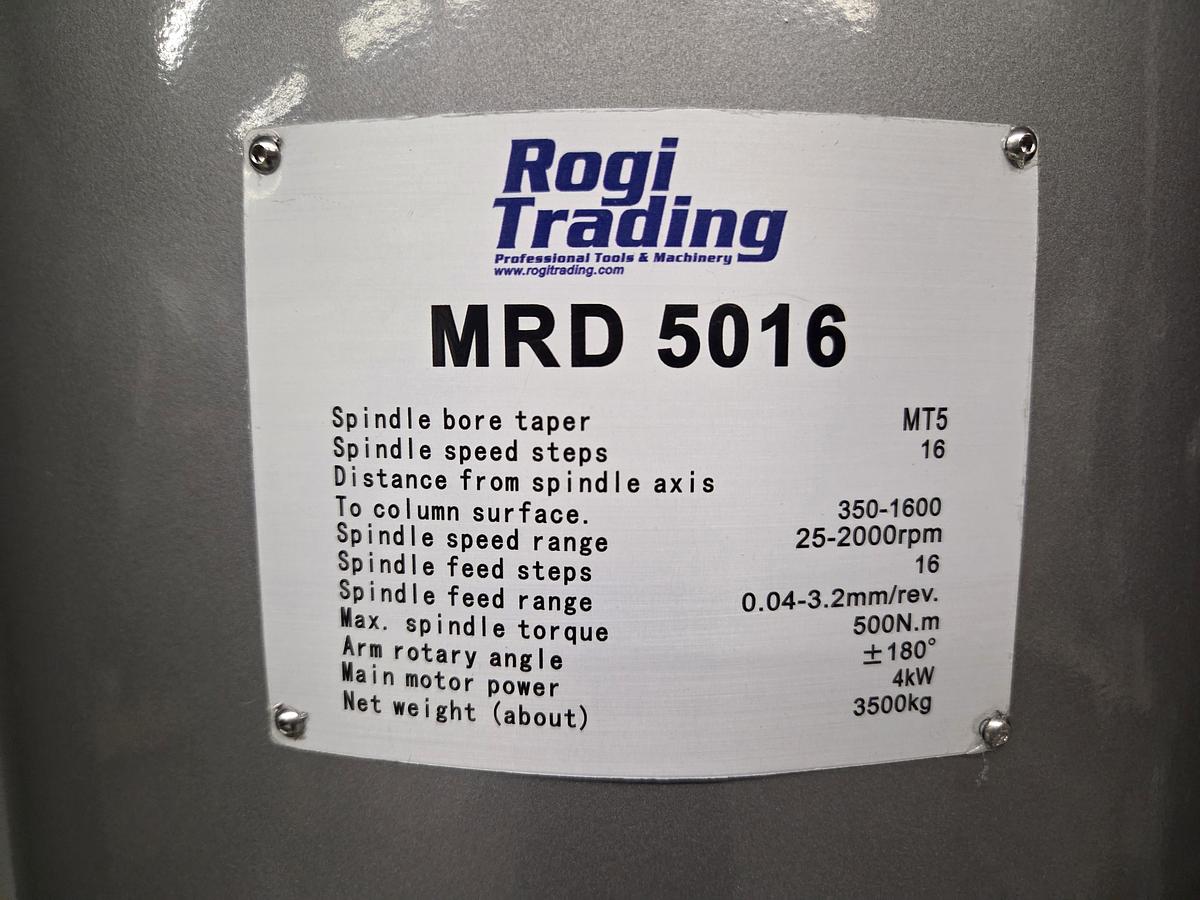 Rogi
Trading
Professional Tools & Machinery
www.rogitrading.com
MRD 5016
Spindle bore taper MT5
Spindle speed steps 16
Distance from spindle axis
To column surface. 350-1600
Spindle speed range 25-2000rpm
Spindle feed steps 16
Spindle feed range 0.04-3.2mm/rev.
Max. spindle torque 500N.m
Arm rotary angle ±180°
Main motor power 4kW
Net weight (about) 3500kg